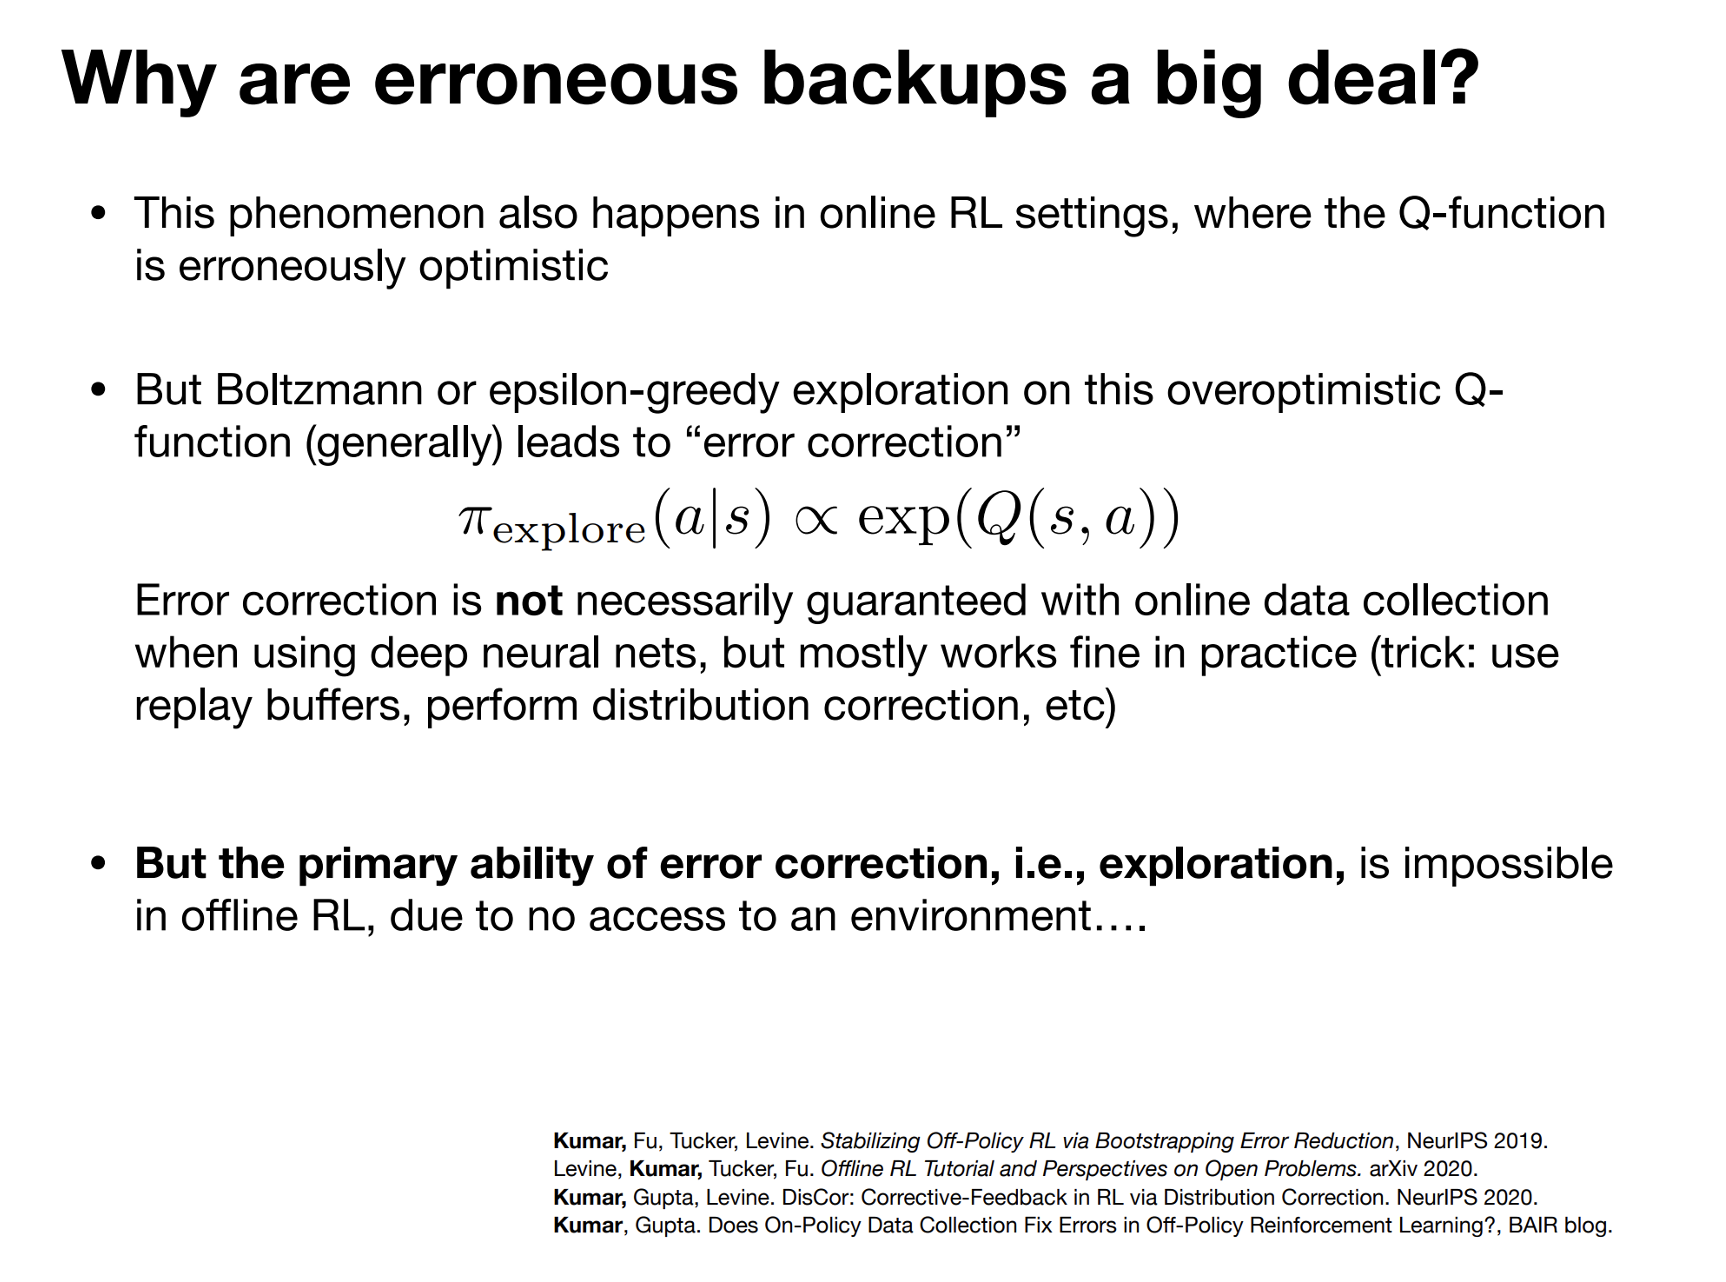 Why are erroneous backups a big deal?
• This phenomenon also happens in online RL settings, where the Q-function
is erroneously optimistic
• But Boltzmann or epsilon-greedy exploration on this overoptimistic Q-
function (generally) leads to “error correction”
π_explore(a|s) ∝ exp(Q(s, a))
Error correction is not necessarily guaranteed with online data collection
when using deep neural nets, but mostly works fine in practice (trick: use
replay buffers, perform distribution correction, etc)
• But the primary ability of error correction, i.e., exploration, is impossible
in offline RL, due to no access to an environment….
Kumar, Fu, Tucker, Levine. Stabilizing Off-Policy RL via Bootstrapping Error Reduction, NeurIPS 2019.
Levine, Kumar, Tucker, Fu. Offline RL Tutorial and Perspectives on Open Problems. arXiv 2020.
Kumar, Gupta, Levine. DisCor: Corrective-Feedback in RL via Distribution Correction. NeurIPS 2020.
Kumar, Gupta. Does On-Policy Data Collection Fix Errors in Off-Policy Reinforcement Learning?, BAIR blog.